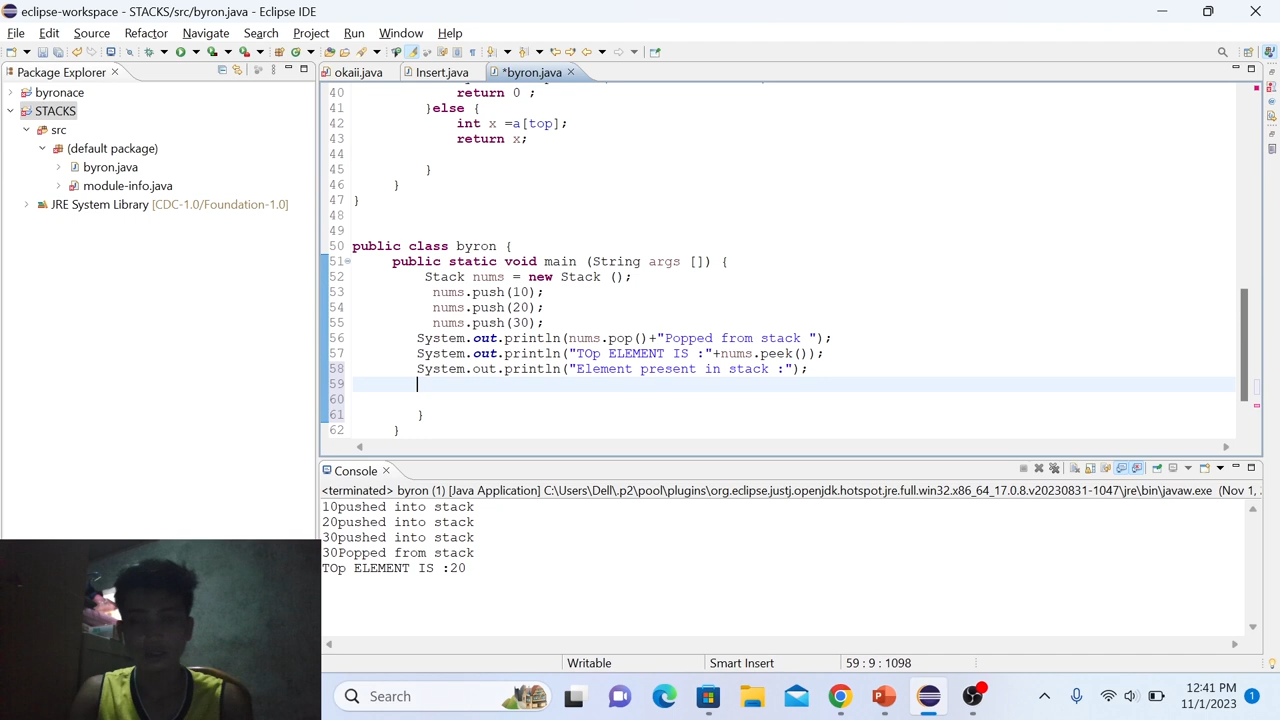 eclipse-workspace - STACKS/src/byron.java - Eclipse IDE
File Edit Source Refactor Navigate Search Project Run Window Help
Package Explorer
okaii.java Insert.java *byron.java
byronace
STACKS
src
(default package)
byron.java
module-info.java
JRE System Library [CDC-1.0/Foundation-1.0]
40 return 0 ;
41 }else {
42 int x =a[top];
43 return x;
44
45 }
46 }
47 }
48
49
50 public class byron {
51 public static void main (String args []) {
52 Stack nums = new Stack ();
53 nums.push(10);
54 nums.push(20);
55 nums.push(30);
56 System.out.println(nums.pop()+"Popped from stack ");
57 System.out.println("TOp ELEMENT IS :"+nums.peek());
58 System.out.println("Element present in stack :");
59
60
61 }
62 }
Console
<terminated> byron (1) [Java Application] C:\Users\Dell\.p2\pool\plugins\org.eclipse.justj.openjdk.hotspot.jre.full.win32.x86_64_17.0.8.v20230831-1047\jre\bin\javaw.exe (Nov 1,
10pushed into stack
20pushed into stack
30pushed into stack
30Popped from stack
TOp ELEMENT IS :20
Writable Smart Insert 59 : 9 : 1098
Search
12:41 PM
11/1/2023
1